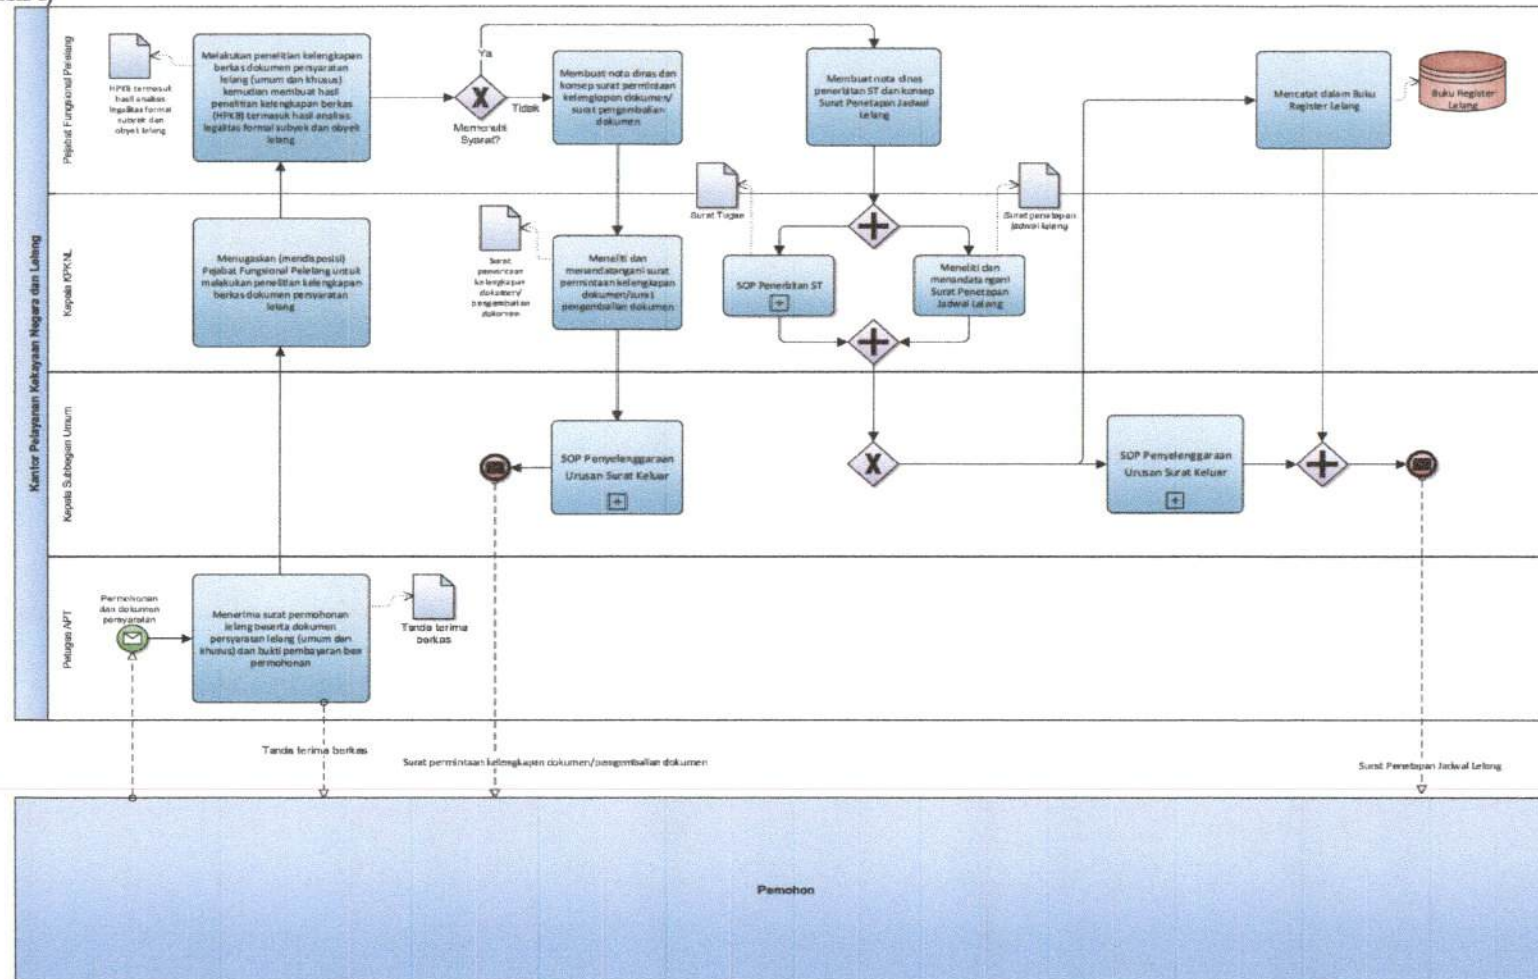 Kantor Pelayanan Kekayaan Negara dan Lelang
Pejabat Fungsional Pelelang
HPKB termasuk
hasil analisis
legalitas formal
subyek dan
obyek lelang
Melakukan penelitian kelengkapan
berkas dokumen persyaratan
lelang (umum dan khusus)
kemudian membuat hasil
penelitian kelengkapan berkas
(HPKB) termasuk hasil analisis
legalitas formal subyek dan obyek
lelang
Ya
Tidak
Memenuhi
Syarat?
Membuat nota dinas dan
konsep surat permintaan
kelengkapan dokumen/
surat pengembalian
dokumen
Membuat nota dinas
penerbitan ST dan konsep
Surat Penetapan Jadwal
Lelang
Mencatat dalam Buku
Register Lelang
Buku Register
Lelang
Kepala KPKNL
Menugaskan (mendisposisi)
Pejabat Fungsional Pelelang untuk
malakukan penelitian kelengkapan
berkas dokumen persyaratan
lelang
Surat
permintaan
kelengkapan
dokumen/
pengembalian
dokumen
Meneliti dan
menandatangani surat
permintaan kelengkapan
dokumen/surat
pengembalian dokumen
Surat Tugas
SOP Penerbitan ST
Surat penetapan
jadwal lelang
Meneliti dan
menandatangani
Surat Penetapan
Jadwal Lelang
Kepala Subbagian Umum
SOP Penyelenggaraan
Urusan Surat Keluar
SOP Penyelenggaraan
Urusan Surat Keluar
Petugas APT
Permohonan
dan dokumen
persyaratan
Menerima surat permohonan
lelang beserta dokumen
persyaratan lelang (umum dan
khusus) dan bukti pembayaran bea
permohonan
Tanda terima
berkas
Tanda terima berkas
Surat permintaan kelengkapan dokumen/pengembalian dokumen
Surat Penetapan Jadwal Lelang
Pemohon